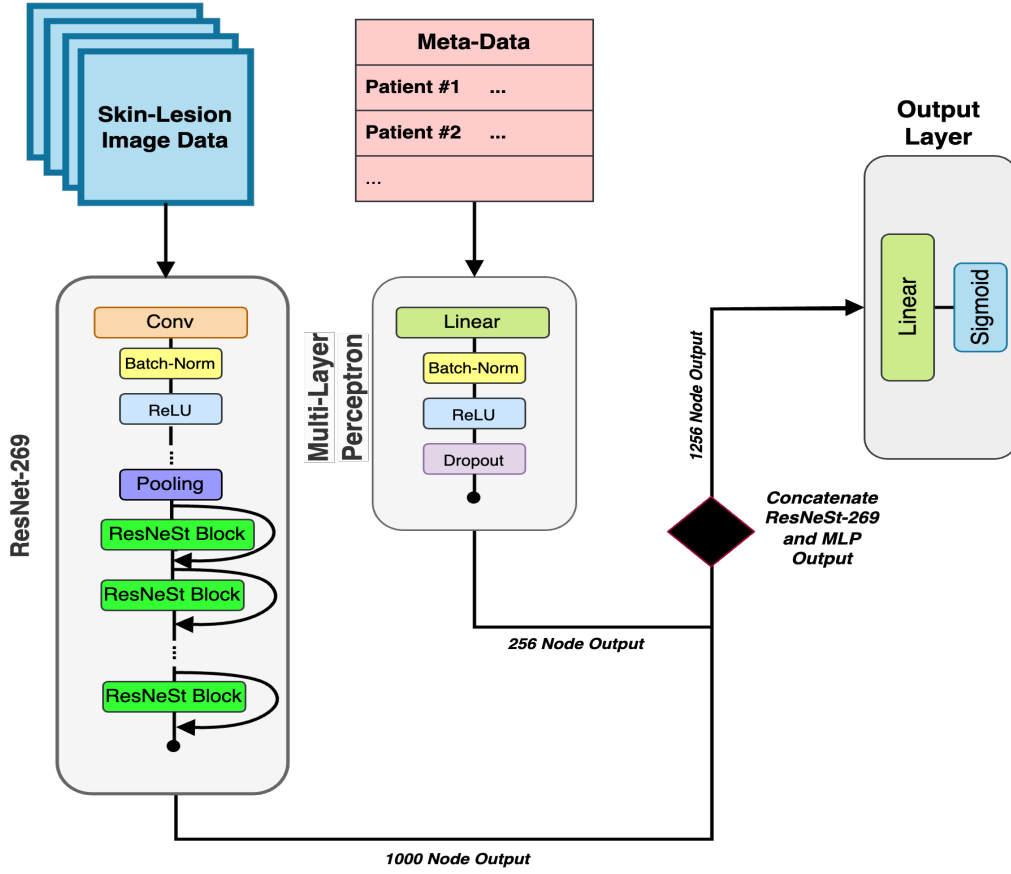 Skin-Lesion
Image Data
Meta-Data
Patient #1 ...
Patient #2 ...
...
Output
Layer
Linear
Sigmoid
ResNet-269
Conv
Batch-Norm
ReLU
Pooling
ResNeSt Block
ResNeSt Block
ResNeSt Block
Multi-Layer
Perceptron
Linear
Batch-Norm
ReLU
Dropout
1256 Node Output
Concatenate
ResNeSt-269
and MLP
Output
256 Node Output
1000 Node Output